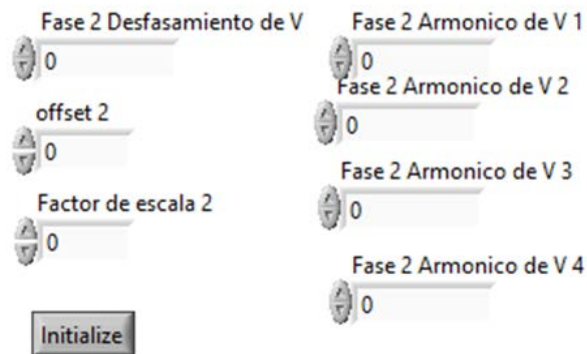 Fase 2 Desfasamiento de V
0
offset 2
0
Factor de escala 2
0
Initialize
Fase 2 Armonico de V 1
0
Fase 2 Armonico de V 2
0
Fase 2 Armonico de V 3
0
Fase 2 Armonico de V 4
0